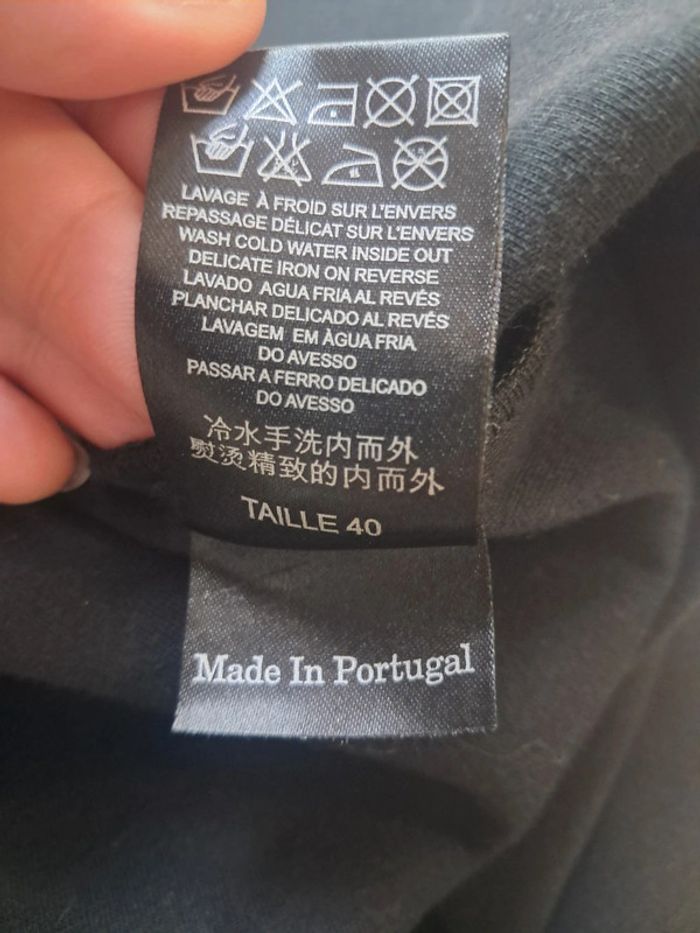 LAVAGE À FROID SUR L'ENVERS
REPASSAGE DÉLICAT SUR L'ENVERS
WASH COLD WATER INSIDE OUT
DELICATE IRON ON REVERSE
LAVADO AGUA FRIA AL REVÉS
PLANCHAR DELICADO AL REVÉS
LAVAGEM EM ÀGUA FRIA
DO AVESSO
PASSAR A FERRO DELICADO
DO AVESSO
冷水手洗内而外
熨烫精致的内而外
TAILLE 40
Made In Portugal